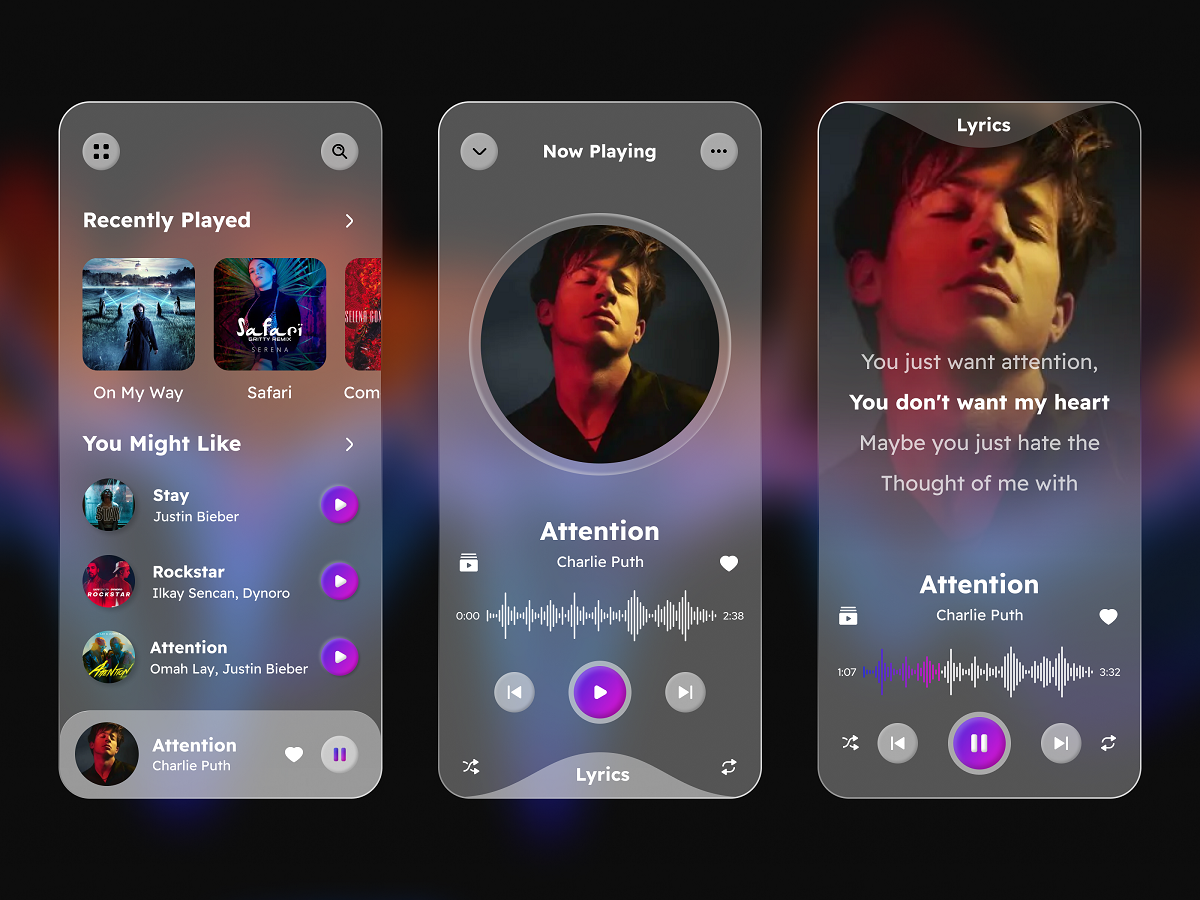 Recently Played
Safari
GRITTY REMIX
SERENA
SELENA GOM
On My Way
Safari
Com
You Might Like
STAY
Stay
Justin Bieber
ROCKSTAR
Rockstar
Ilkay Sencan, Dynoro
ATTENTION
Attention
Omah Lay, Justin Bieber
Attention
Charlie Puth
Now Playing
Attention
Charlie Puth
0:00
2:38
Lyrics
Lyrics
You just want attention,
You don't want my heart
Maybe you just hate the
Thought of me with
Attention
Charlie Puth
1:07
3:32